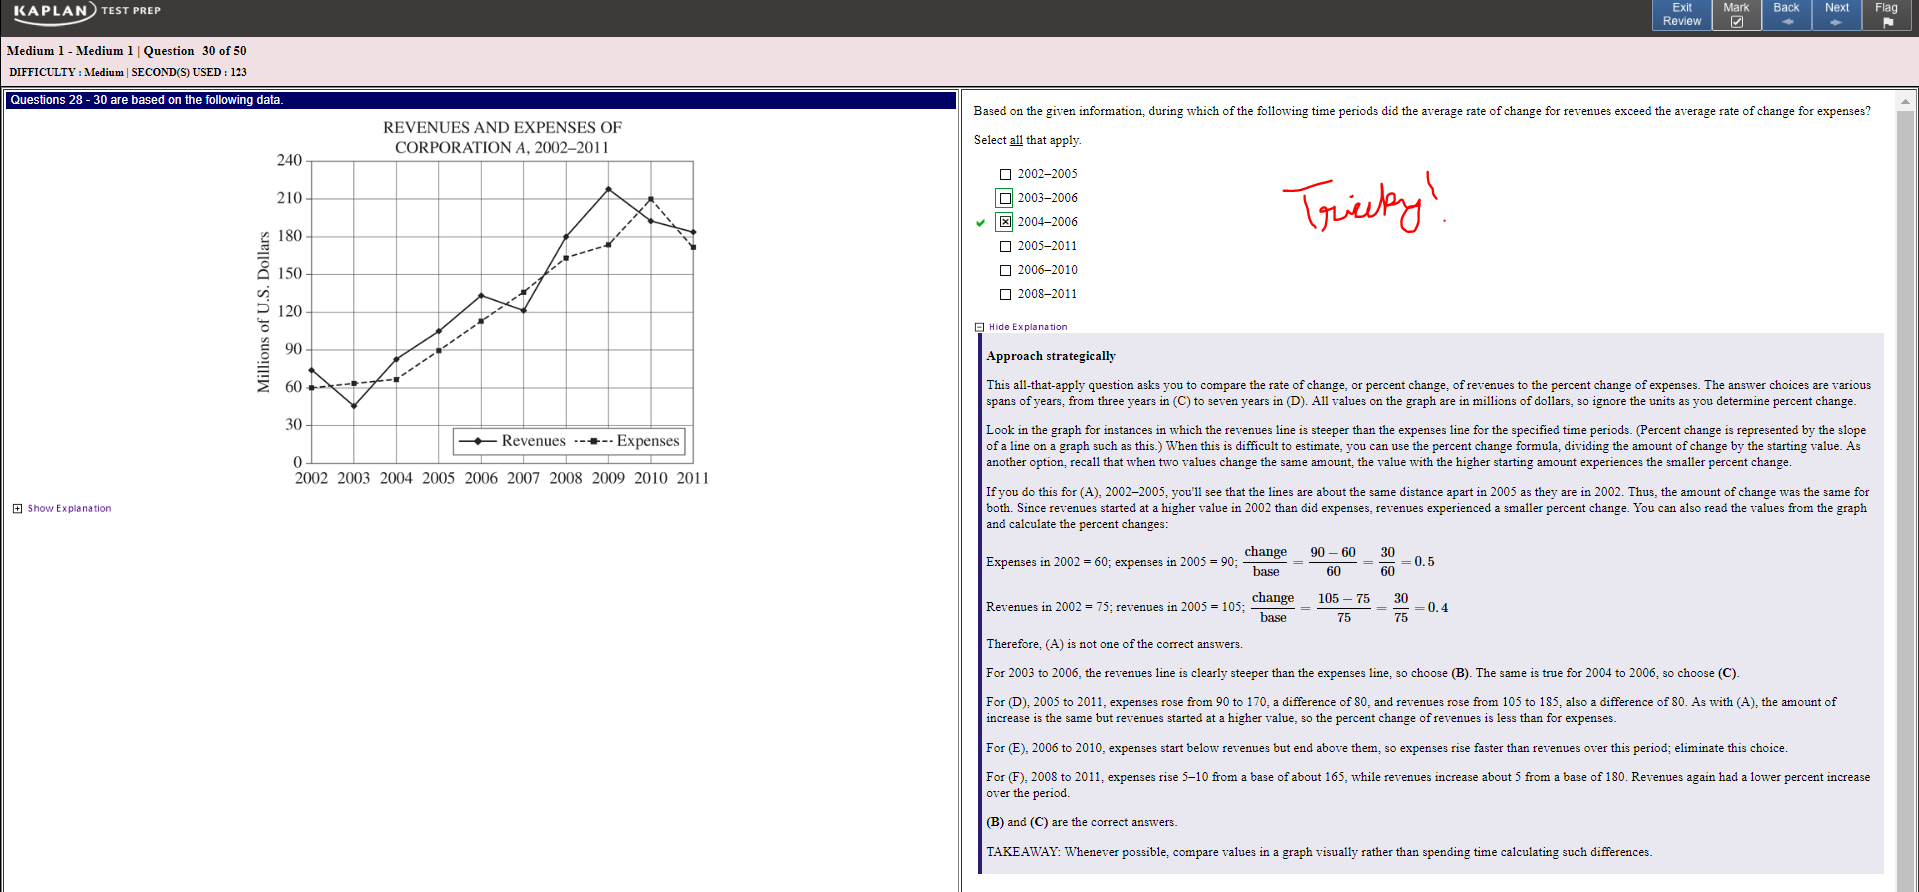 KAPLAN TEST PREP
Exit Review
Mark
Back
Next
Flag
Medium 1 - Medium 1 | Question 30 of 50
DIFFICULTY : Medium | SECOND(S) USED : 123
Questions 28 - 30 are based on the following data.
REVENUES AND EXPENSES OF
CORPORATION A, 2002–2011
Millions of U.S. Dollars
240
210
180
150
120
90
60
30
0
Revenues Expenses
2002 2003 2004 2005 2006 2007 2008 2009 2010 2011
Show Explanation
Based on the given information, during which of the following time periods did the average rate of change for revenues exceed the average rate of change for expenses?
Select all that apply.
2002–2005
2003–2006
2004–2006
2005–2011
2006–2010
2008–2011
Tricky!
Hide Explanation
Approach strategically
This all-that-apply question asks you to compare the rate of change, or percent change, of revenues to the percent change of expenses. The answer choices are various
spans of years, from three years in (C) to seven years in (D). All values on the graph are in millions of dollars, so ignore the units as you determine percent change.
Look in the graph for instances in which the revenues line is steeper than the expenses line for the specified time periods. (Percent change is represented by the slope
of a line on a graph such as this.) When this is difficult to estimate, you can use the percent change formula, dividing the amount of change by the starting value. As
another option, recall that when two values change the same amount, the value with the higher starting amount experiences the smaller percent change.
If you do this for (A), 2002–2005, you'll see that the lines are about the same distance apart in 2005 as they are in 2002. Thus, the amount of change was the same for
both. Since revenues started at a higher value in 2002 than did expenses, revenues experienced a smaller percent change. You can also read the values from the graph
and calculate the percent changes:
Expenses in 2002 = 60; expenses in 2005 = 90; change/base = (90 – 60)/60 = 30/60 = 0.5
Revenues in 2002 = 75; revenues in 2005 = 105; change/base = (105 – 75)/75 = 30/75 = 0.4
Therefore, (A) is not one of the correct answers.
For 2003 to 2006, the revenues line is clearly steeper than the expenses line, so choose (B). The same is true for 2004 to 2006, so choose (C).
For (D), 2005 to 2011, expenses rose from 90 to 170, a difference of 80, and revenues rose from 105 to 185, also a difference of 80. As with (A), the amount of
increase is the same but revenues started at a higher value, so the percent change of revenues is less than for expenses.
For (E), 2006 to 2010, expenses start below revenues but end above them, so expenses rise faster than revenues over this period; eliminate this choice.
For (F), 2008 to 2011, expenses rise 5–10 from a base of about 165, while revenues increase about 5 from a base of 180. Revenues again had a lower percent increase
over the period.
(B) and (C) are the correct answers.
TAKEAWAY: Whenever possible, compare values in a graph visually rather than spending time calculating such differences.